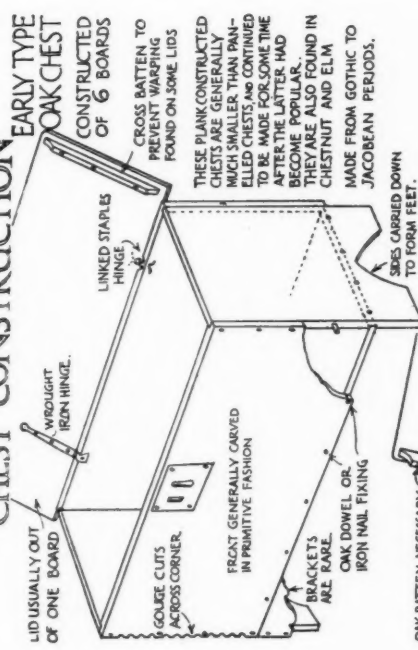 CHEST CONSTRUCTION
EARLY TYPE
OAK CHEST
CONSTRUCTED
OF 6 BOARDS
CROSS BATTEN TO
PREVENT WARPING
FOUND ON SOME LIDS
THESE PLANK CONSTRUCTED
CHESTS ARE GENERALLY
MUCH SMALLER THAN PAN-
ELLED CHESTS, AND CONTINUED
TO BE MADE FOR SOME TIME
AFTER THE LATTER HAD
BECOME POPULAR.
THEY ARE ALSO FOUND IN
CHESTNUT AND ELM
MADE FROM GOTHIC TO
JACOBEAN PERIODS.
LID USUALLY OUT
OF ONE BOARD
WROUGHT
IRON HINGE.
LINKED STAPLES
HINGE
GOUGE CUTS
ACROSS CORNER.
FRONT GENERALLY CARVED
IN PRIMITIVE FASHION
BRACKETS
ARE RARE.
OAK DOWEL OR
IRON NAIL FIXING
SIDES CARRIED DOWN
TO FORM FEET.
OAK